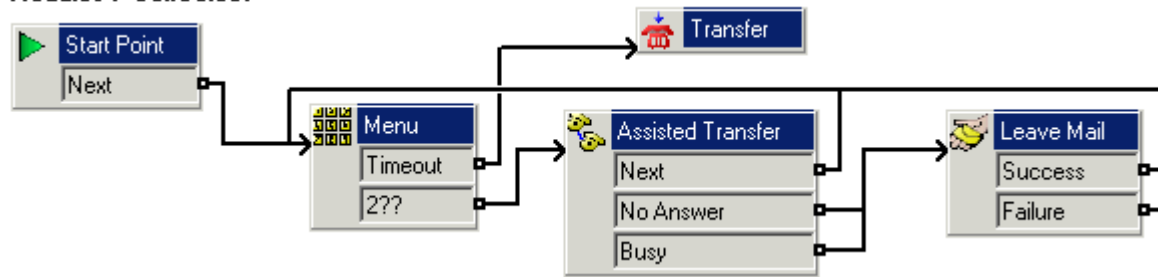 Start Point
Next
Transfer
Menu
Timeout
2??
Assisted Transfer
Next
No Answer
Busy
Leave Mail
Success
Failure